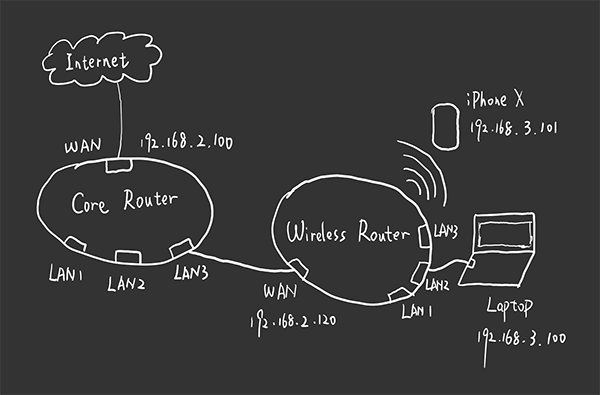 Internet
WAN 192.168.2.100
Core Router
LAN1
LAN2
LAN3
Wireless Router
WAN
192.168.2.120
LAN3
LAN2
LAN1
iPhone X
192.168.3.101
Laptop
192.168.3.100